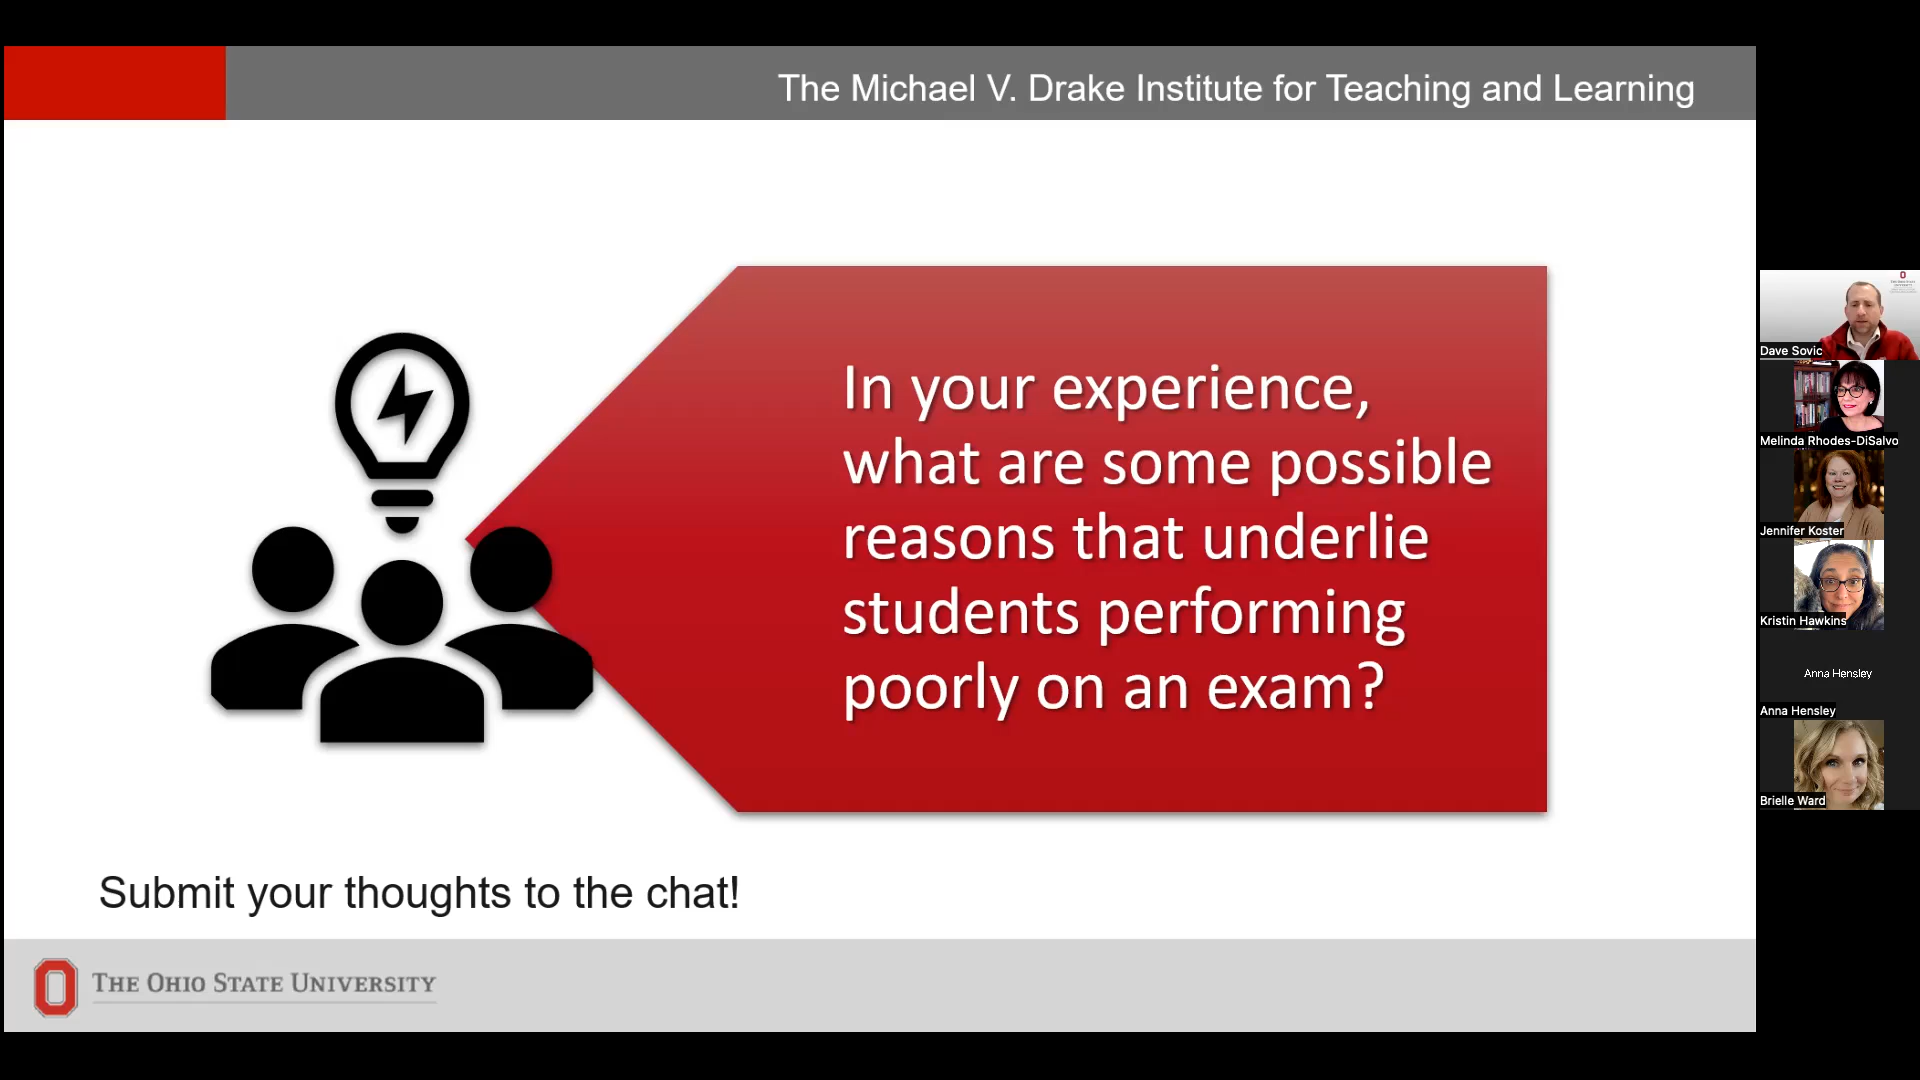 The Michael V. Drake Institute for Teaching and Learning
In your experience,
what are some possible
reasons that underlie
students performing
poorly on an exam?
Submit your thoughts to the chat!
THE OHIO STATE UNIVERSITY
Dave Sovic
Melinda Rhodes-DiSalvo
Jennifer Koster
Kristin Hawkins
Anna Hensley
Anna Hensley
Brielle Ward